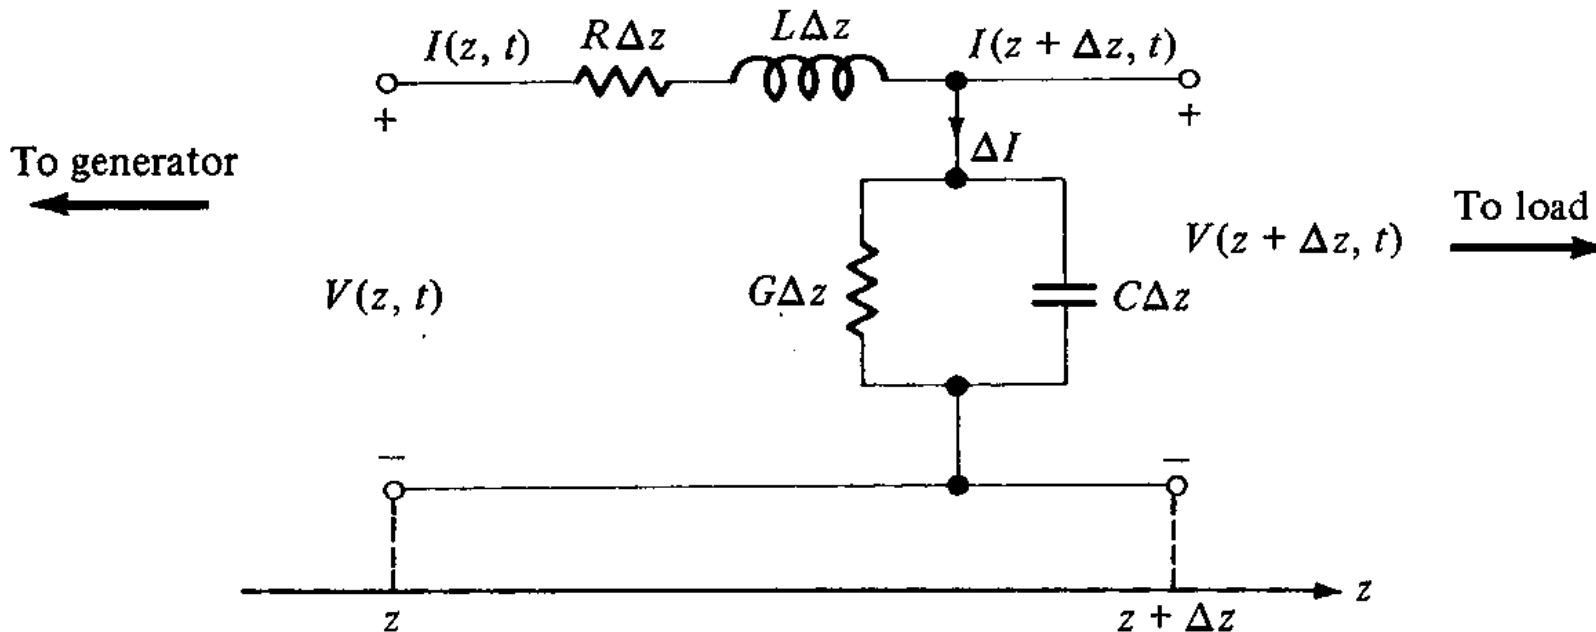 I(z, t) RΔz LΔz I(z + Δz, t)
+ +
To generator
ΔI
To load
V(z + Δz, t)
V(z, t)
GΔz CΔz
− −
z
z z + Δz